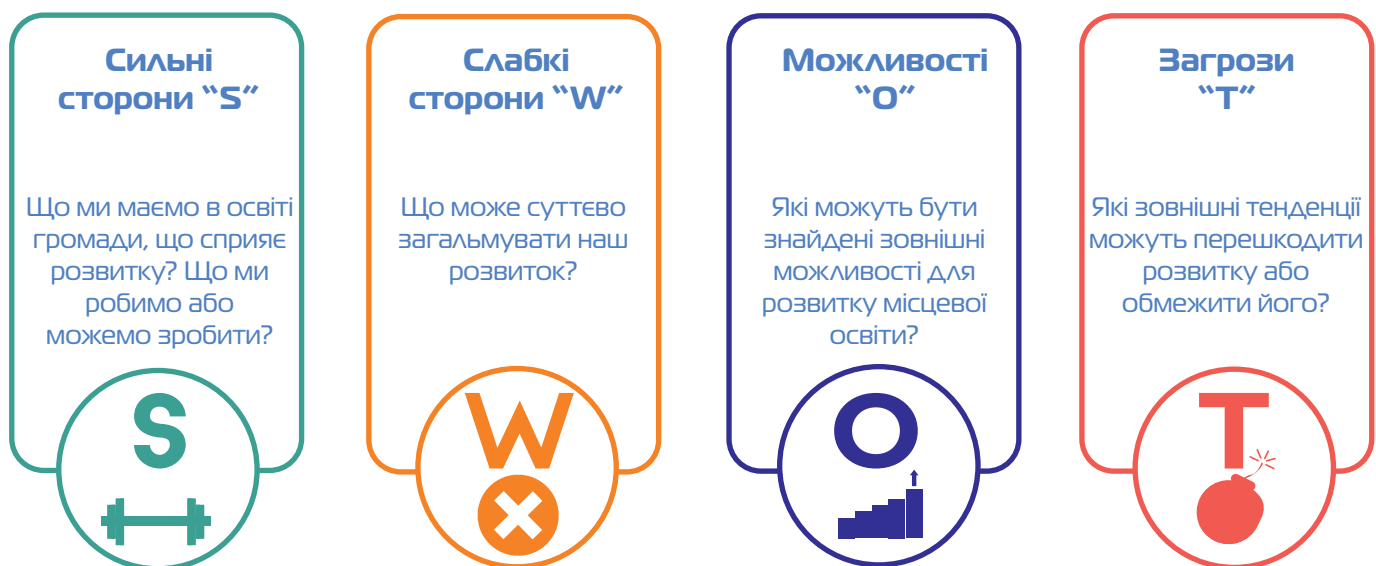 Сильні
сторони “S”
Що ми маємо в освіті
громади, що сприяє
розвитку? Що ми
робимо або
можемо зробити?
S
Слабкі
сторони “W”
Що може суттєво
загальмувати наш
розвиток?
W
Можливості
“О”
Які можуть бути
знайдені зовнішні
можливості для
розвитку місцевої
освіти?
O
Загрози
“Т”
Які зовнішні тенденції
можуть перешкодити
розвитку або
обмежити його?
T